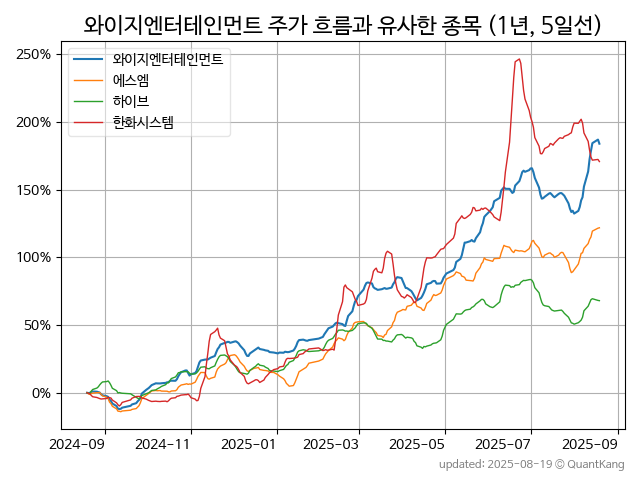 와이지엔터테인먼트 주가 흐름과 유사한 종목 (1년, 5일선)
와이지엔터테인먼트
에스엠
하이브
한화시스템
250%
200%
150%
100%
50%
0%
2024-09 2024-11 2025-01 2025-03 2025-05 2025-07 2025-09
updated: 2025-08-19 © QuantKang